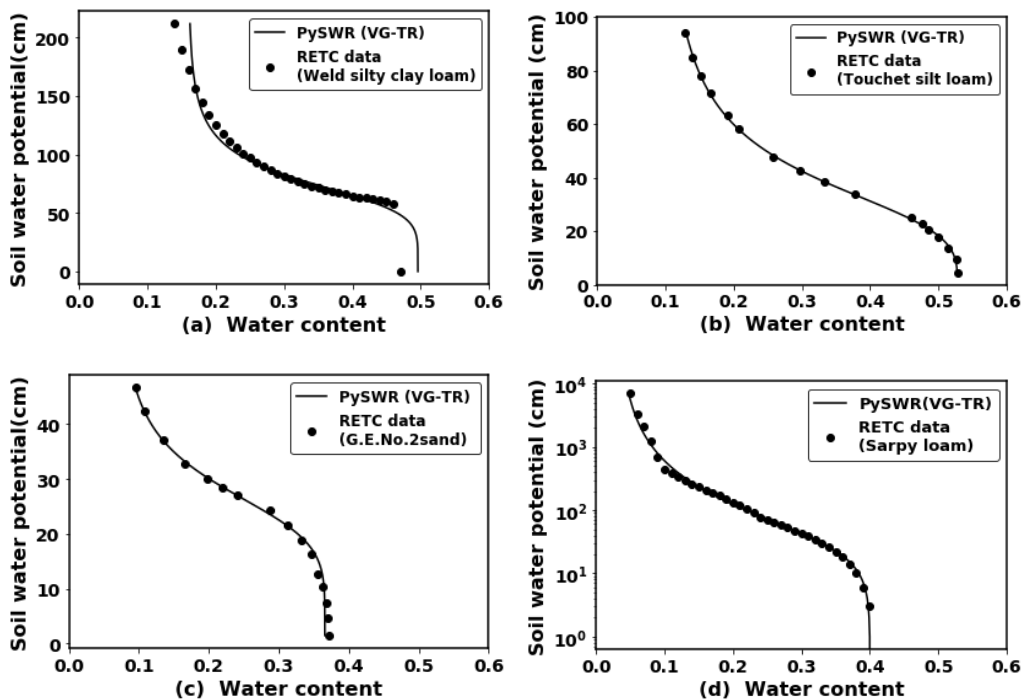 Soil water potential(cm)
200
150
100
50
0
PySWR (VG-TR)
RETC data
(Weld silty clay loam)
0.0 0.1 0.2 0.3 0.4 0.5 0.6
(a) Water content
Soil water potential (cm)
100
80
60
40
20
0
PySWR (VG-TR)
RETC data
(Touchet silt loam)
0.0 0.1 0.2 0.3 0.4 0.5 0.6
(b) Water content
Soil water potential(cm)
40
30
20
10
0
PySWR (VG-TR)
RETC data
(G.E.No.2sand)
0.0 0.1 0.2 0.3 0.4 0.5 0.6
(c) Water content
Soil water potential (cm)
10⁴
10³
10²
10¹
10⁰
PySWR(VG-TR)
RETC data
(Sarpy loam)
0.0 0.1 0.2 0.3 0.4 0.5 0.6
(d) Water content